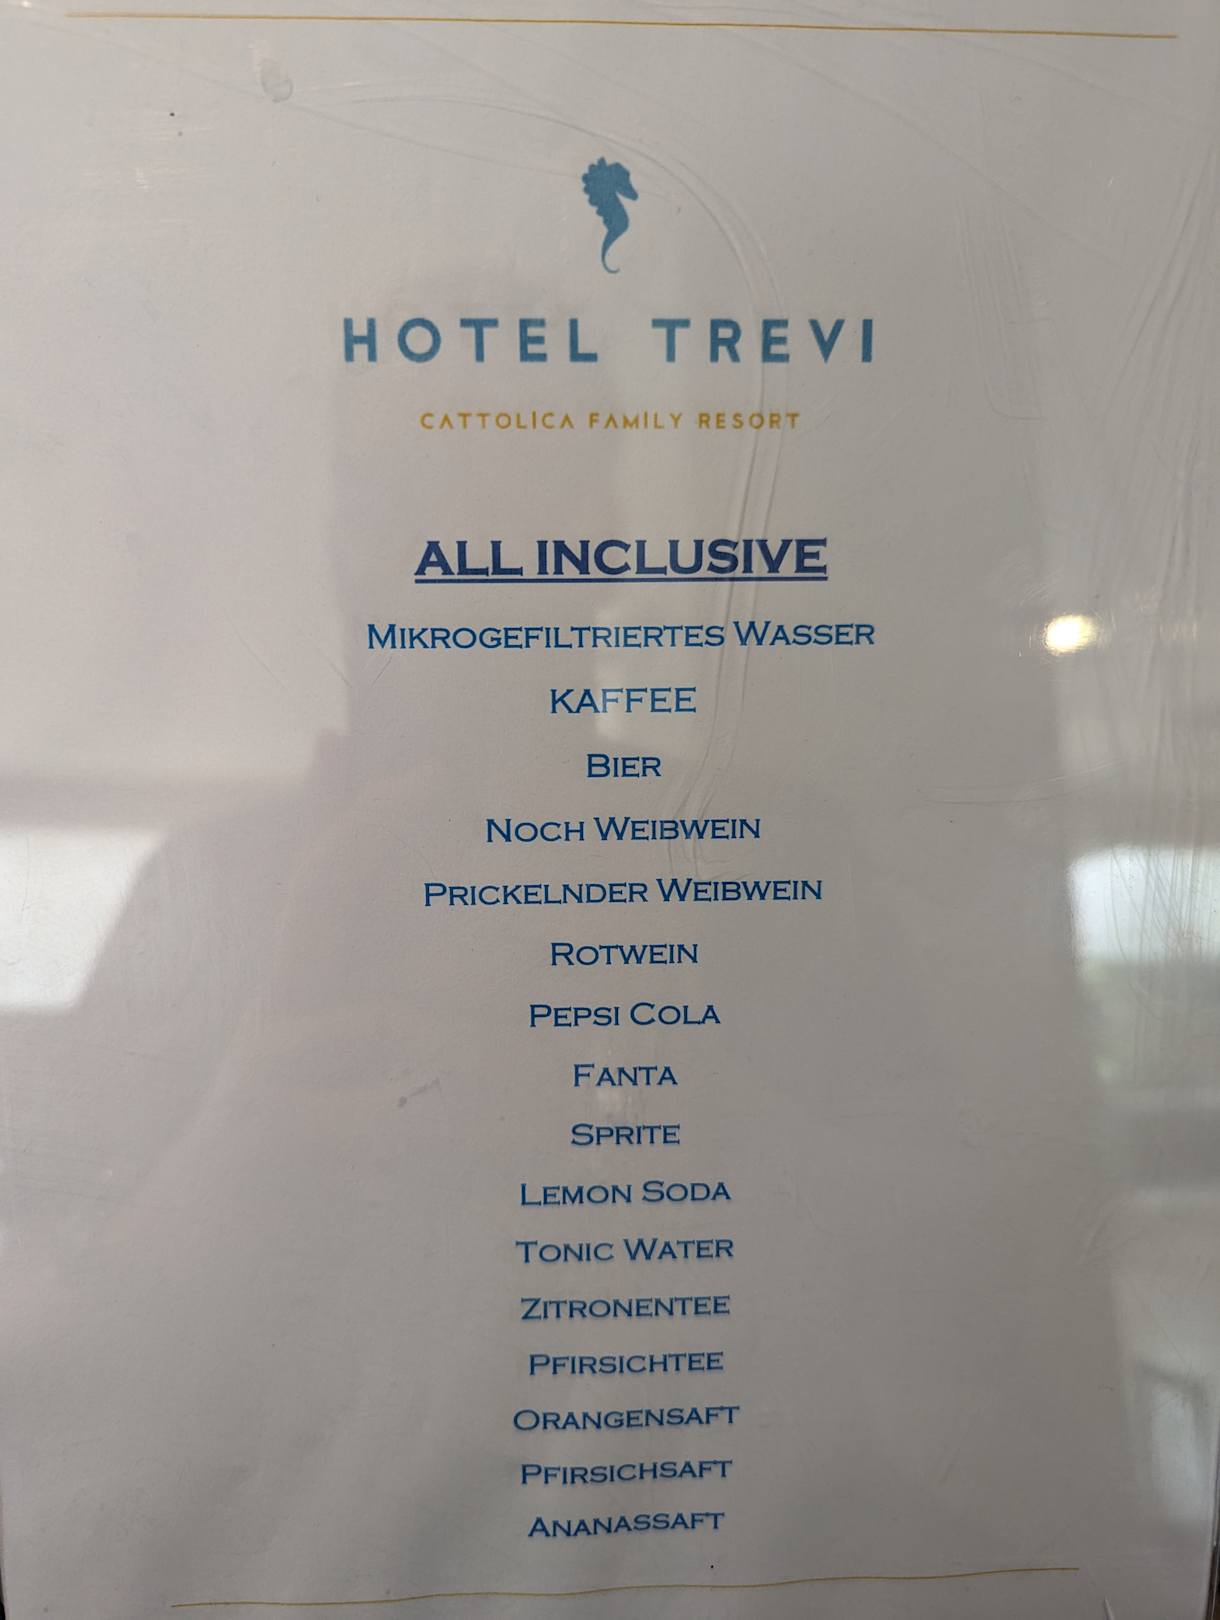 HOTEL TREVI
CATTOLICA FAMILY RESORT
ALL INCLUSIVE
MIKROGEFILTRIERTES WASSER
KAFFEE
BIER
NOCH WEIBWEIN
PRICKELNDER WEIBWEIN
ROTWEIN
PEPSI COLA
FANTA
SPRITE
LEMON SODA
TONIC WATER
ZITRONENTEE
PFIRSICHTEE
ORANGENSAFT
PFIRSICHSAFT
ANANASSAFT